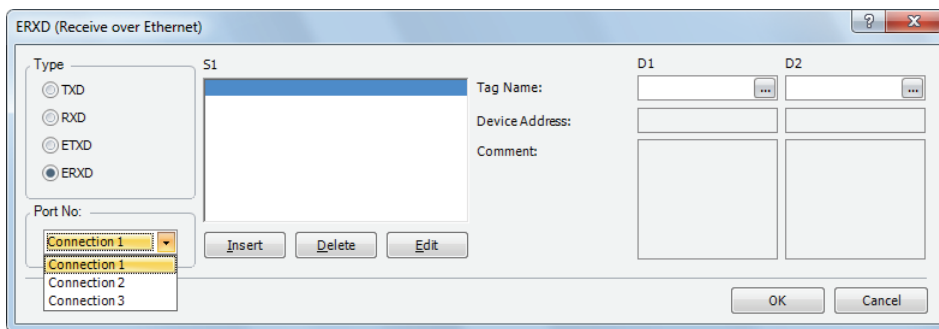 ERXD (Receive over Ethernet)
Type
TXD
RXD
ETXD
ERXD
Port No:
Connection 1
Connection 1
Connection 2
Connection 3
S1
Insert
Delete
Edit
D1
D2
Tag Name:
...
...
Device Address:
Comment:
OK
Cancel